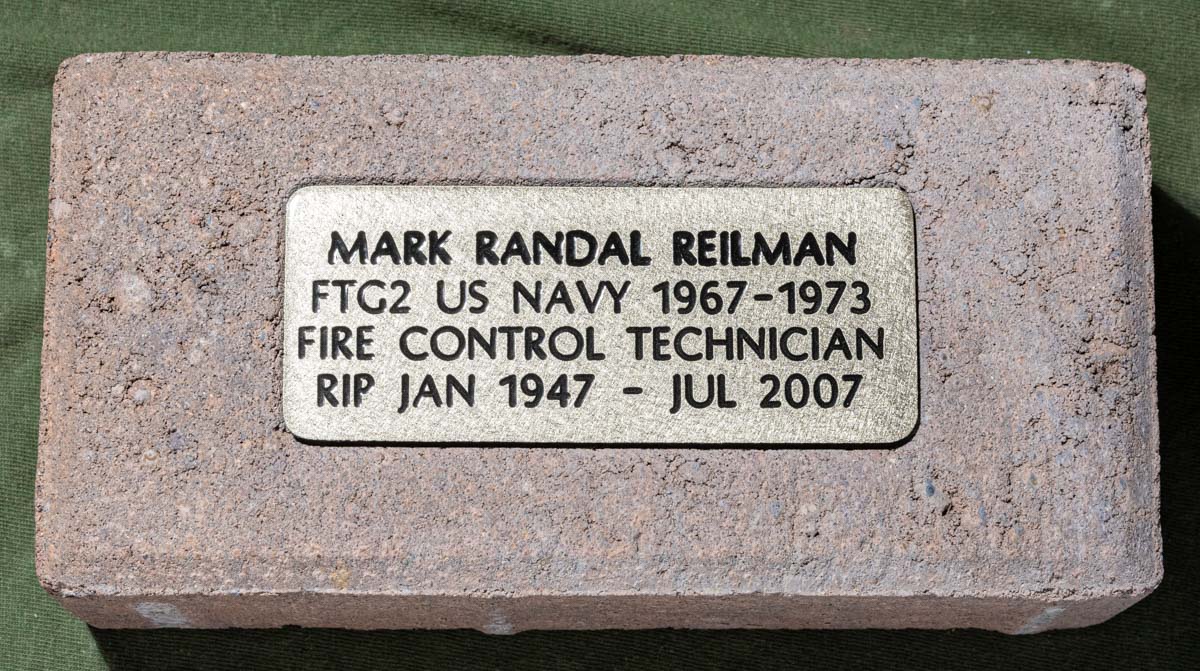 MARK RANDAL REILMAN
FTG2 US NAVY 1967-1973
FIRE CONTROL TECHNICIAN
RIP JAN 1947 - JUL 2007